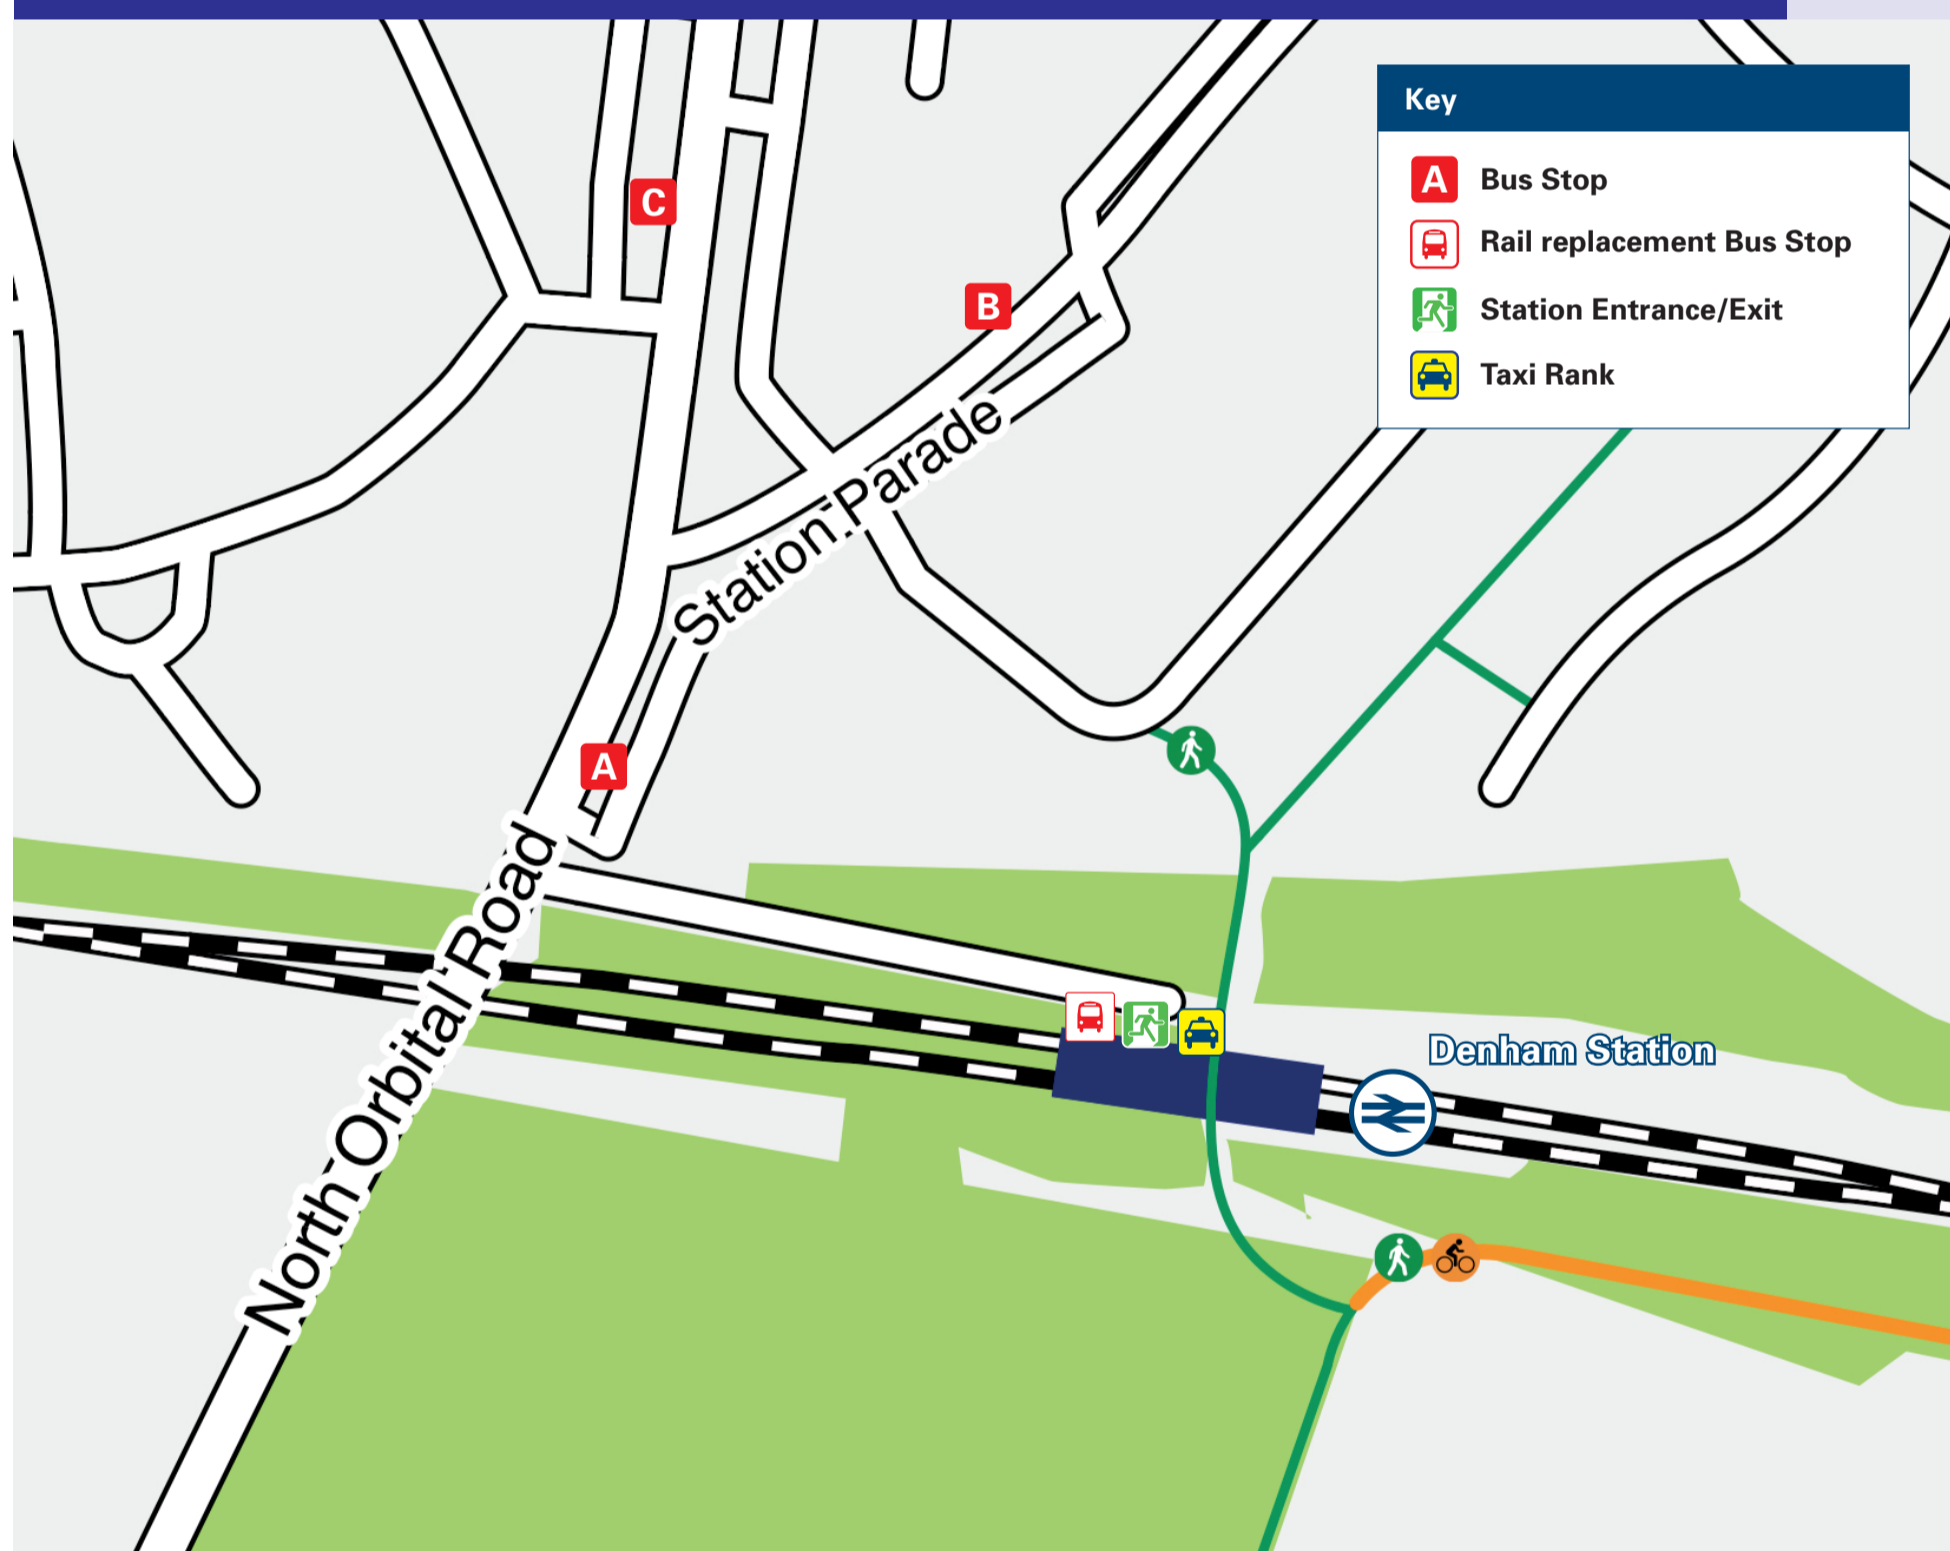 Key
A Bus Stop
Rail replacement Bus Stop
Station Entrance/Exit
Taxi Rank
C
B
Station Parade
A
North Orbital Road
Denham Station